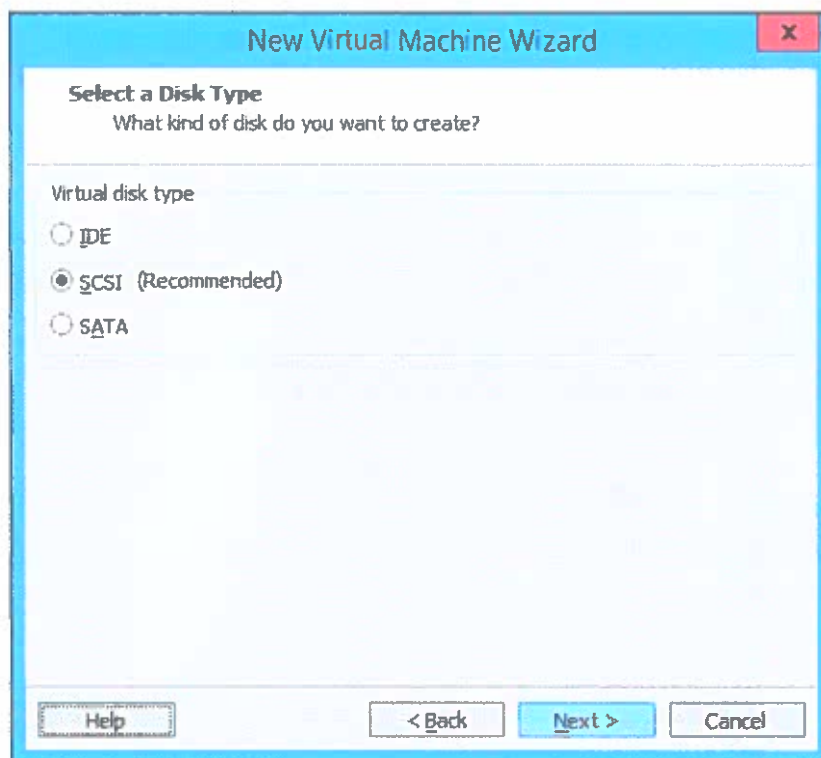 New Virtual Machine Wizard
x
Select a Disk Type
What kind of disk do you want to create?
Virtual disk type
IDE
SCSI (Recommended)
SATA
Help
< Back
Next >
Cancel